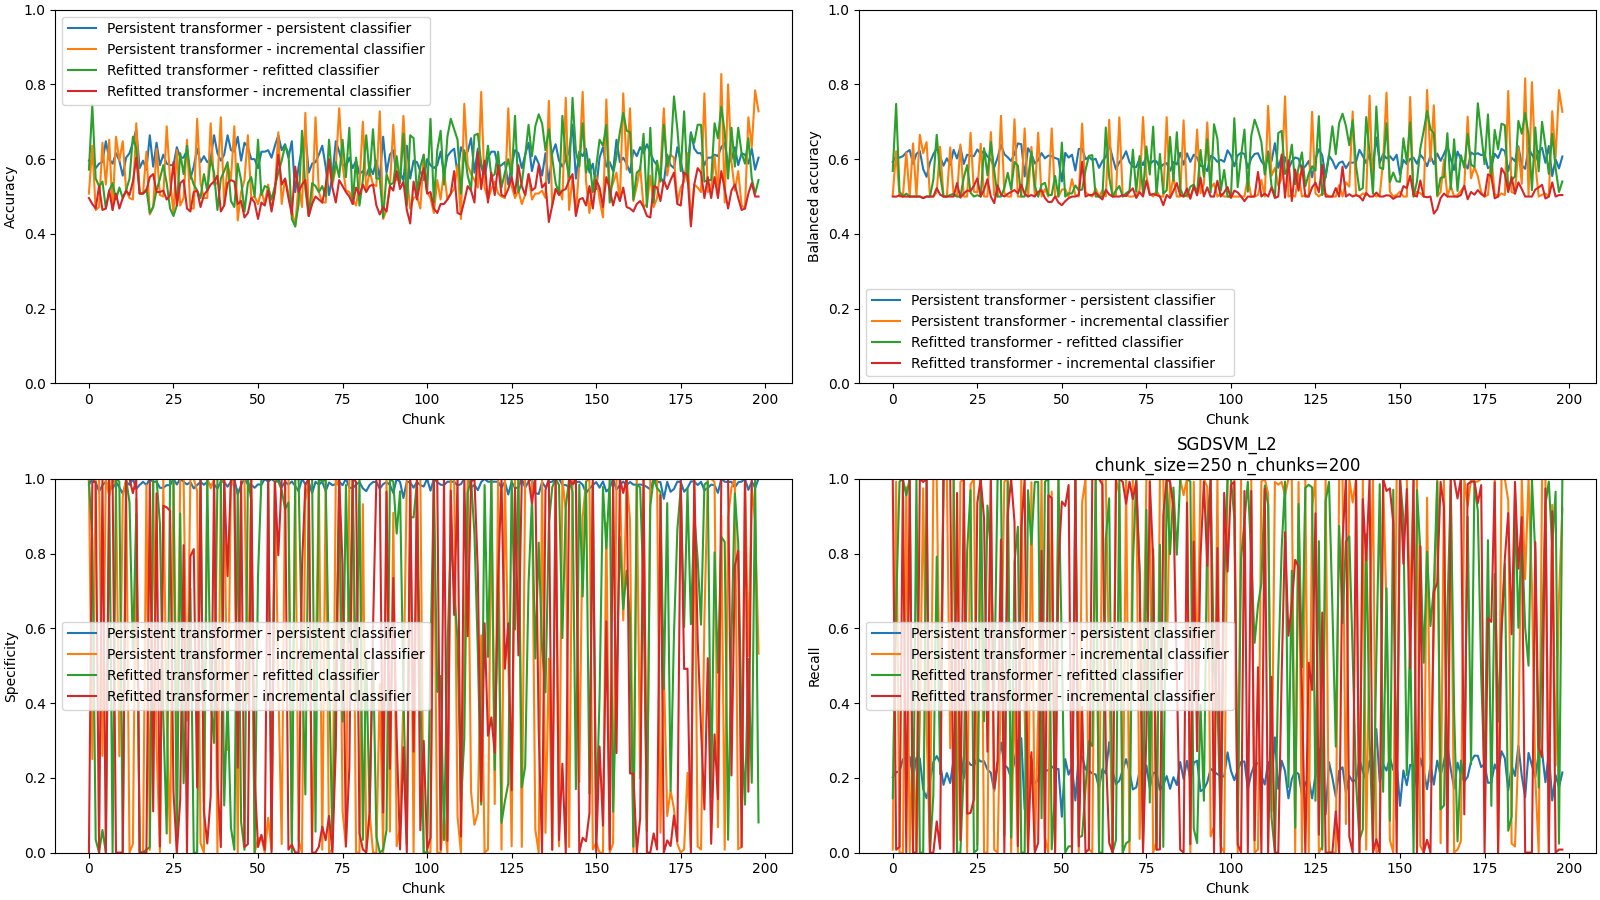 1.0
0.8
0.6
0.4
0.2
0.0
Accuracy
Persistent transformer - persistent classifier
Persistent transformer - incremental classifier
Refitted transformer - refitted classifier
Refitted transformer - incremental classifier
0 25 50 75 100 125 150 175 200
Chunk
1.0
0.8
0.6
0.4
0.2
0.0
Balanced accuracy
Persistent transformer - persistent classifier
Persistent transformer - incremental classifier
Refitted transformer - refitted classifier
Refitted transformer - incremental classifier
0 25 50 75 100 125 150 175 200
Chunk
1.0
0.8
0.6
0.4
0.2
0.0
Specificity
Persistent transformer - persistent classifier
Persistent transformer - incremental classifier
Refitted transformer - refitted classifier
Refitted transformer - incremental classifier
0 25 50 75 100 125 150 175 200
Chunk
SGDSVM_L2
chunk_size=250 n_chunks=200
1.0
0.8
0.6
0.4
0.2
0.0
Recall
Persistent transformer - persistent classifier
Persistent transformer - incremental classifier
Refitted transformer - refitted classifier
Refitted transformer - incremental classifier
0 25 50 75 100 125 150 175 200
Chunk